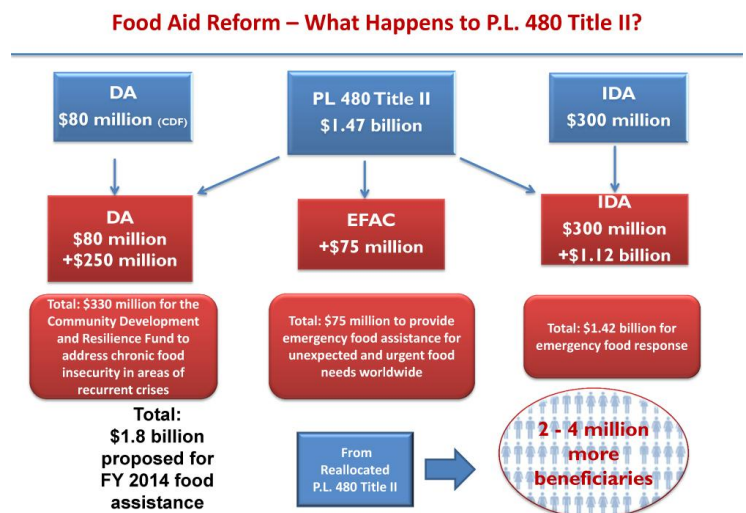 Food Aid Reform – What Happens to P.L. 480 Title II?
DA
$80 million (CDF)
PL 480 Title II
$1.47 billion
IDA
$300 million
DA
$80 million
+$250 million
EFAC
+$75 million
IDA
$300 million
+$1.12 billion
Total: $330 million for the
Community Development
and Resilience Fund to
address chronic food
insecurity in areas of
recurrent crises
Total: $75 million to provide
emergency food assistance for
unexpected and urgent food
needs worldwide
Total: $1.42 billion for
emergency food response
Total:
$1.8 billion
proposed for
FY 2014 food
assistance
From
Reallocated
P.L. 480 Title II
2 - 4 million
more
beneficiaries